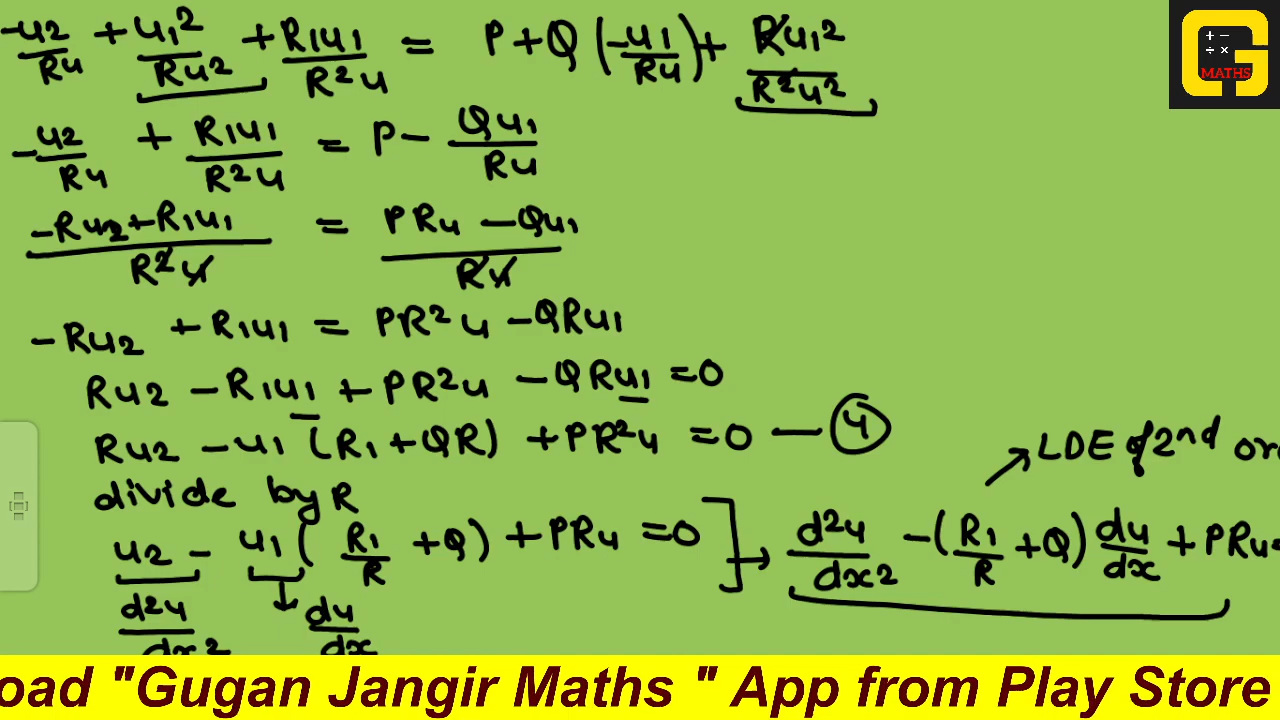 -u2/Ru + u1²/Ru² + R1u1/R²u = P + Q (-u1/Ru) + Ru1²/R²u²
-u2/Ru + R1u1/R²u = P - Qu1/Ru
(-Ru2 + R1u1)/R²u = (PRu - Qu1)/Ru
-Ru2 + R1u1 = PR²u - QRu1
Ru2 - R1u1 + PR²u - QRu1 = 0
Ru2 - u1 (R1 + QR) + PR²u = 0 — 4
→ LDE of 2nd
divide by R
u2 - u1 (R1/R + Q) + PRu = 0 ] → d²u/dx² - (R1/R + Q) du/dx + PRu
d²u/dx² du/dx
+ - ÷ ×
MATHS
oad "Gugan Jangir Maths " App from Play Store